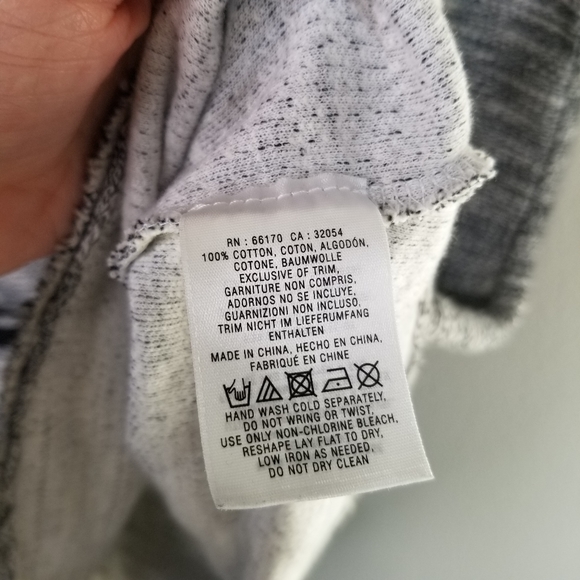 RN : 66170 CA : 32054
100% COTTON, COTON, ALGODÓN,
COTONE, BAUMWOLLE
EXCLUSIVE OF TRIM,
GARNITURE NON COMPRIS,
ADORNOS NO SE INCLUYE,
GUARNIZIONI NON INCLUSO,
TRIM NICHT IM LIEFERUMFANG
ENTHALTEN
MADE IN CHINA, HECHO EN CHINA,
FABRIQUÉ EN CHINE
HAND WASH COLD SEPARATELY,
DO NOT WRING OR TWIST,
USE ONLY NON-CHLORINE BLEACH,
RESHAPE LAY FLAT TO DRY,
LOW IRON AS NEEDED,
DO NOT DRY CLEAN